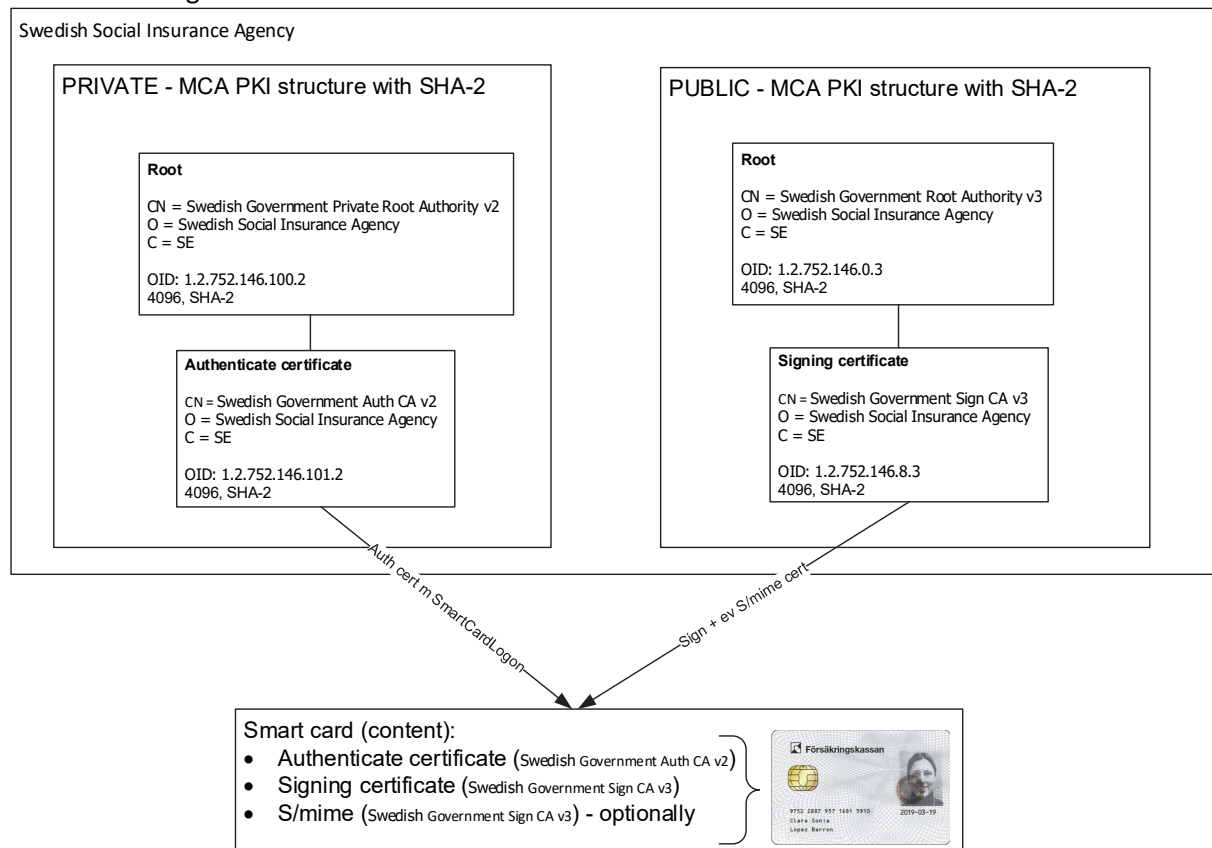 Swedish Social Insurance Agency
PRIVATE - MCA PKI structure with SHA-2
Root
CN = Swedish Government Private Root Authority v2
O = Swedish Social Insurance Agency
C = SE
OID: 1.2.752.146.100.2
4096, SHA-2
Authenticate certificate
CN = Swedish Government Auth CA v2
O = Swedish Social Insurance Agency
C = SE
OID: 1.2.752.146.101.2
4096, SHA-2
PUBLIC - MCA PKI structure with SHA-2
Root
CN = Swedish Government Root Authority v3
O = Swedish Social Insurance Agency
C = SE
OID: 1.2.752.146.0.3
4096, SHA-2
Signing certificate
CN = Swedish Government Sign CA v3
O = Swedish Social Insurance Agency
C = SE
OID: 1.2.752.146.8.3
4096, SHA-2
Auth cert m SmartCardLogon
Sign + ev S/mime cert
Smart card (content):
• Authenticate certificate (Swedish Government Auth CA v2)
• Signing certificate (Swedish Government Sign CA v3)
• S/mime (Swedish Government Sign CA v3) - optionally
Försäkringskassan
9752 2887 957 1681 5910
2019-03-19
Clara Sonia
Lopez Barron